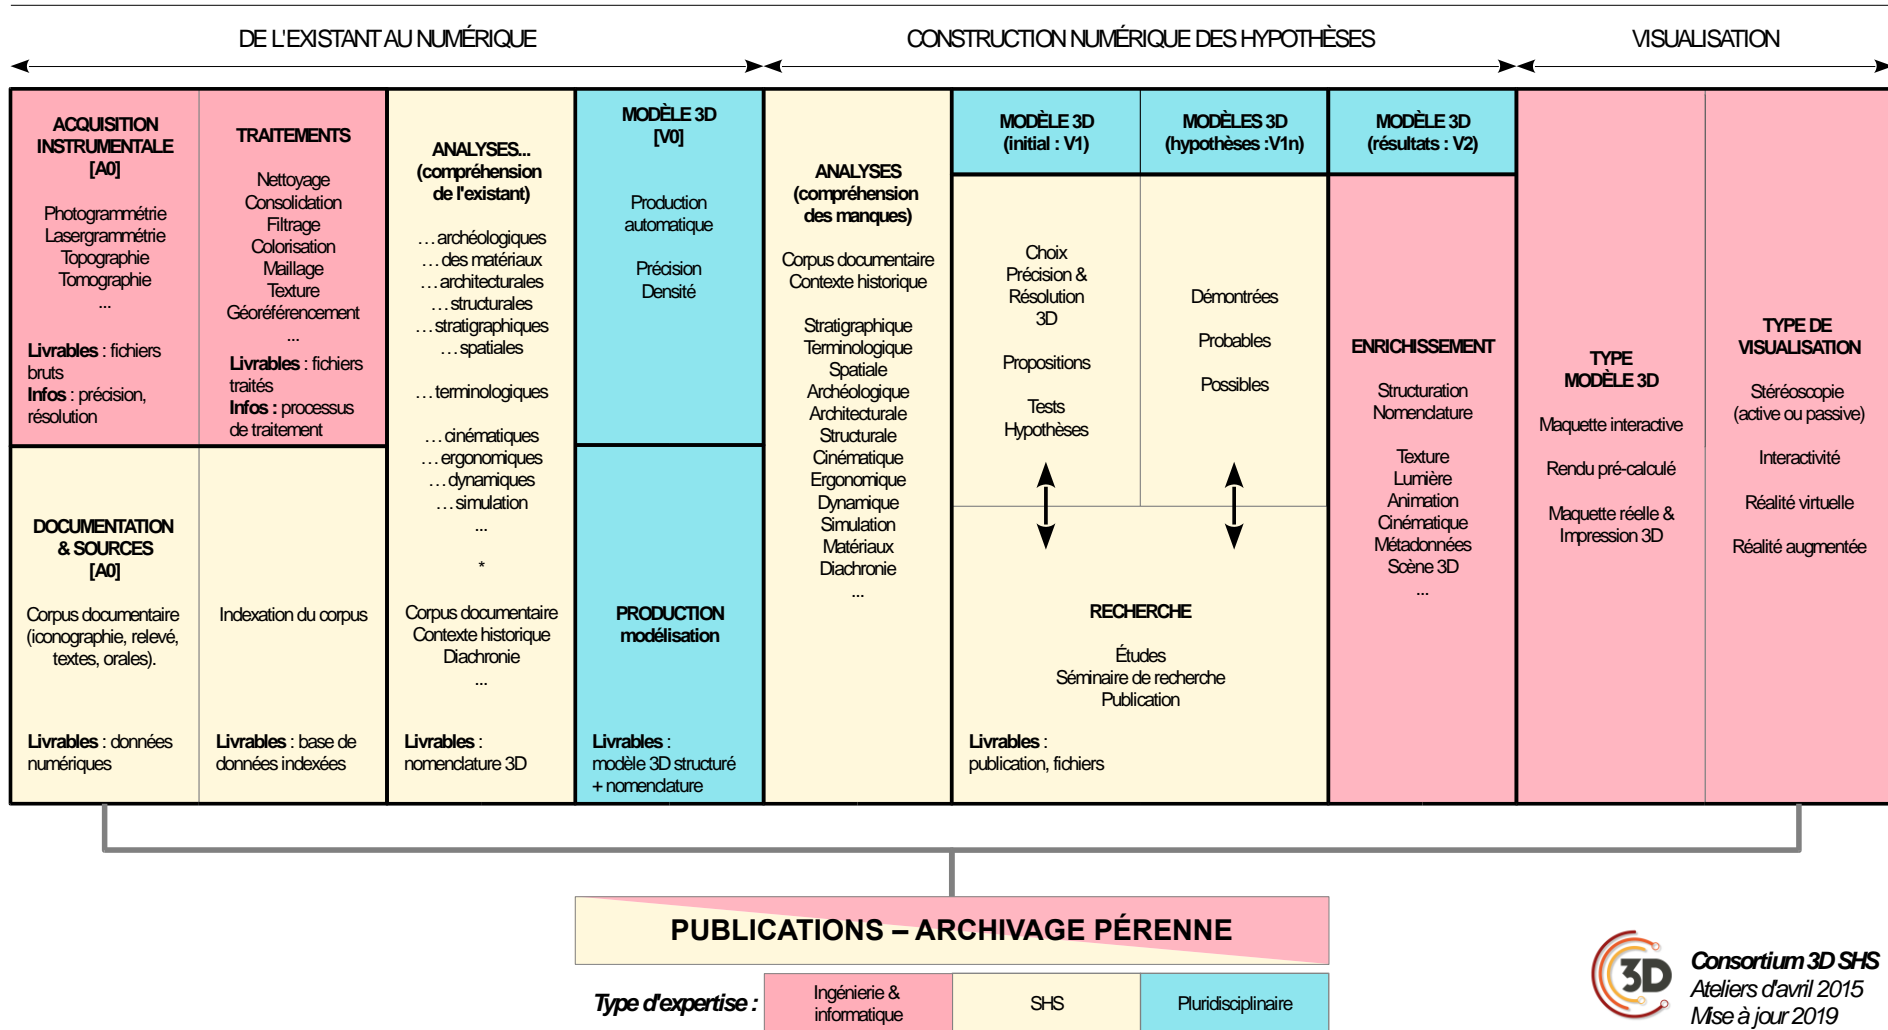 DE L'EXISTANT AU NUMÉRIQUE
CONSTRUCTION NUMÉRIQUE DES HYPOTHÈSES
VISUALISATION
ACQUISITION
INSTRUMENTALE
[A0]
Photogrammétrie
Lasergrammétrie
Topographie
Tomographie
...
Livrables : fichiers
bruts
Infos : précision,
résolution
TRAITEMENTS
Nettoyage
Consolidation
Filtrage
Colorisation
Maillage
Texture
Géoréférencement
...
Livrables : fichiers
traités
Infos : processus
de traitement
DOCUMENTATION
& SOURCES
[A0]
Corpus documentaire
(iconographie, relevé,
textes, orales).
Livrables : données
numériques
Indexation du corpus
Livrables : base de
données indexées
ANALYSES...
(compréhension
de l'existant)
...archéologiques
...des matériaux
...architecturales
...structurales
...stratigraphiques
...spatiales
...terminologiques
...cinématiques
...ergonomiques
...dynamiques
...simulation
...
*
Corpus documentaire
Contexte historique
Diachronie
...
Livrables :
nomenclature 3D
MODÈLE 3D
[V0]
Production
automatique
Précision
Densité
PRODUCTION
modélisation
Livrables :
modèle 3D structuré
+ nomenclature
ANALYSES
(compréhension
des manques)
Corpus documentaire
Contexte historique
Stratigraphique
Terminologique
Spatiale
Archéologique
Architecturale
Structurale
Cinématique
Ergonomique
Dynamique
Simulation
Matériaux
Diachronie
...
MODÈLE 3D
(initial : V1)
Choix
Précision &
Résolution
3D
Propositions
Tests
Hypothèses
MODÈLES 3D
(hypothèses :V1n)
Démontrées
Probables
Possibles
RECHERCHE
Études
Séminaire de recherche
Publication
Livrables :
publication, fichiers
MODÈLE 3D
(résultats : V2)
ENRICHISSEMENT
Structuration
Nomenclature
Texture
Lumière
Animation
Cinématique
Métadonnées
Scène 3D
...
TYPE
MODÈLE 3D
Maquette interactive
Rendu pré-calculé
Maquette réelle &
Impression 3D
TYPE DE
VISUALISATION
Stéréoscopie
(active ou passive)
Interactivité
Réalité virtuelle
Réalité augmentée
PUBLICATIONS – ARCHIVAGE PÉRENNE
Type d'expertise :
Ingénierie &
informatique
SHS
Pluridisciplinaire
3D
Consortium 3D SHS
Ateliers d'avril 2015
Mise à jour 2019